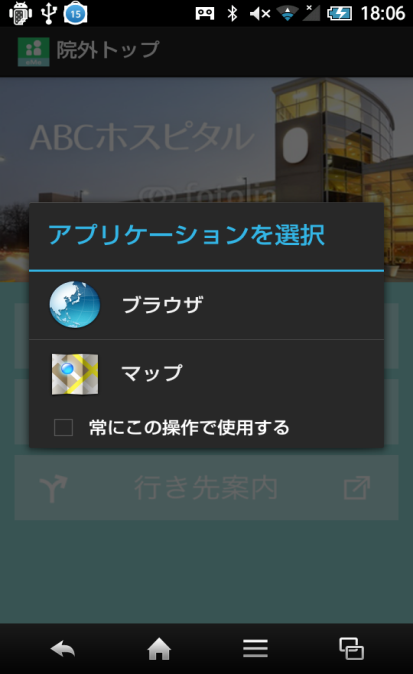 15
18:06
院外トップ
ABCホスピタル
fotolia
アプリケーションを選択
ブラウザ
マップ
常にこの操作で使用する
行き先案内